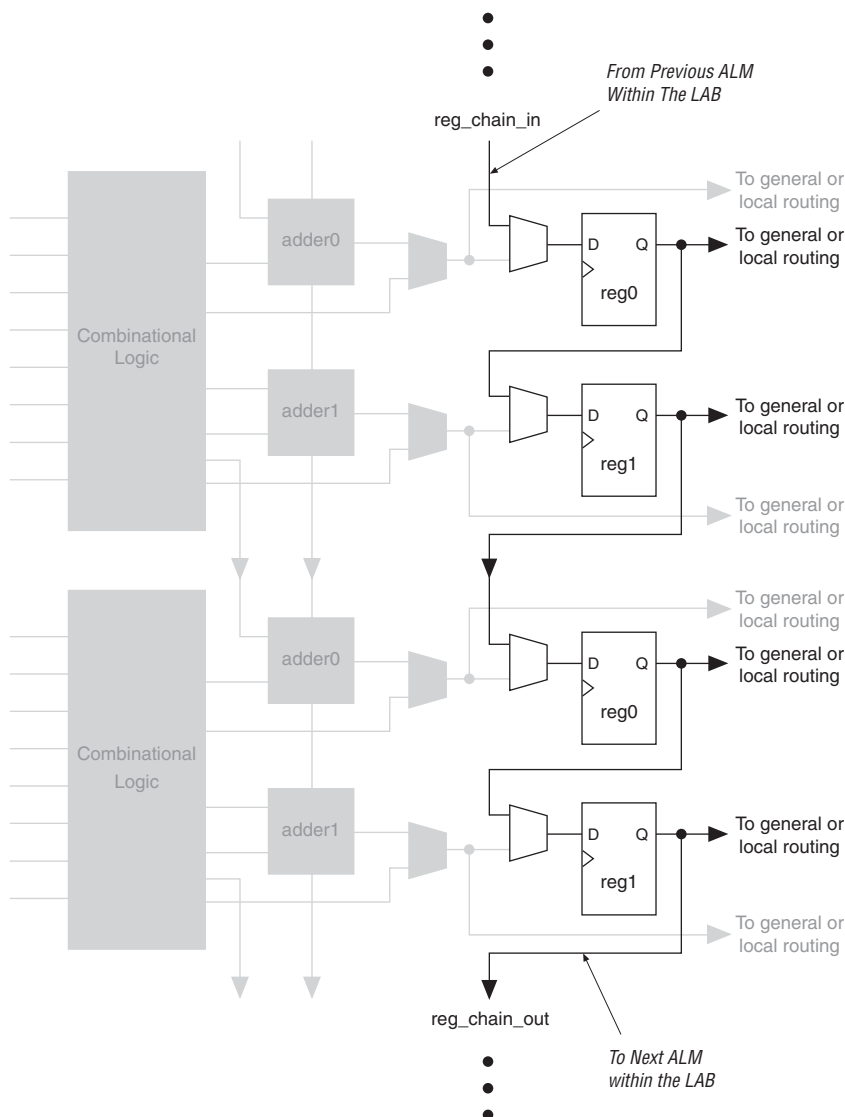 From Previous ALM
Within The LAB
reg_chain_in
To general or
local routing
adder0
D Q
reg0
To general or
local routing
Combinational
Logic
adder1
D Q
reg1
To general or
local routing
To general or
local routing
To general or
local routing
adder0
D Q
reg0
To general or
local routing
Combinational
Logic
adder1
D Q
reg1
To general or
local routing
To general or
local routing
reg_chain_out
To Next ALM
within the LAB